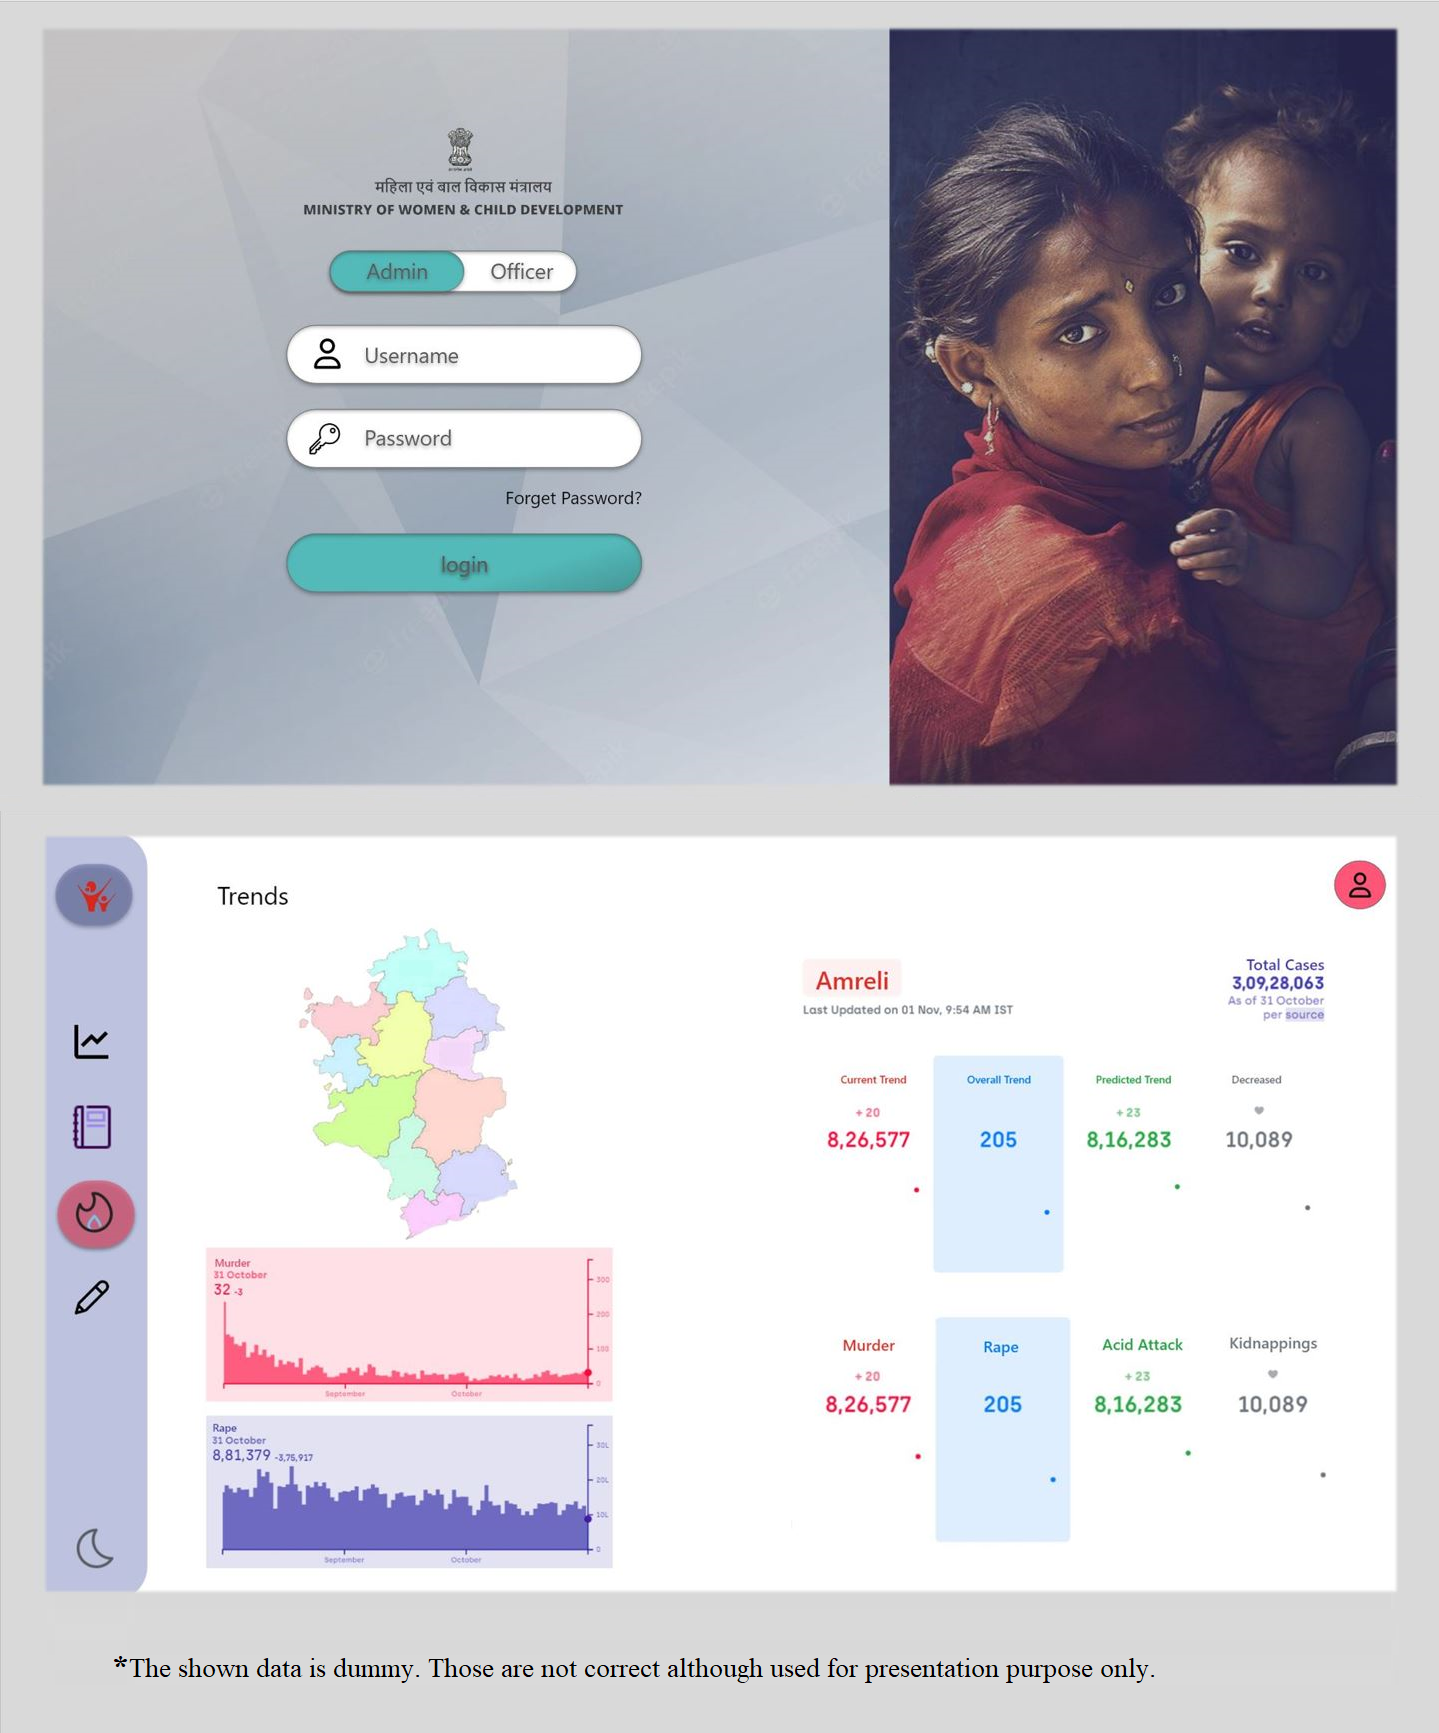 महिला एवं बाल विकास मंत्रालय
MINISTRY OF WOMEN & CHILD DEVELOPMENT
Admin Officer
Username
Password
Forget Password?
login
Trends
Amreli
Last Updated on 01 Nov, 9:54 AM IST
Total Cases
3,09,28,063
As of 31 October
per source
Current Trend Overall Trend Predicted Trend Decreased
+ 20 + 23
8,26,577 205 8,16,283 10,089
Murder
31 October
32 -3
300
200
100
0
September October
Murder Rape Acid Attack Kidnappings
+ 20 + 23
8,26,577 205 8,16,283 10,089
Rape
31 October
8,81,379 -3,75,917
30L
20L
10L
0
September October
*The shown data is dummy. Those are not correct although used for presentation purpose only.